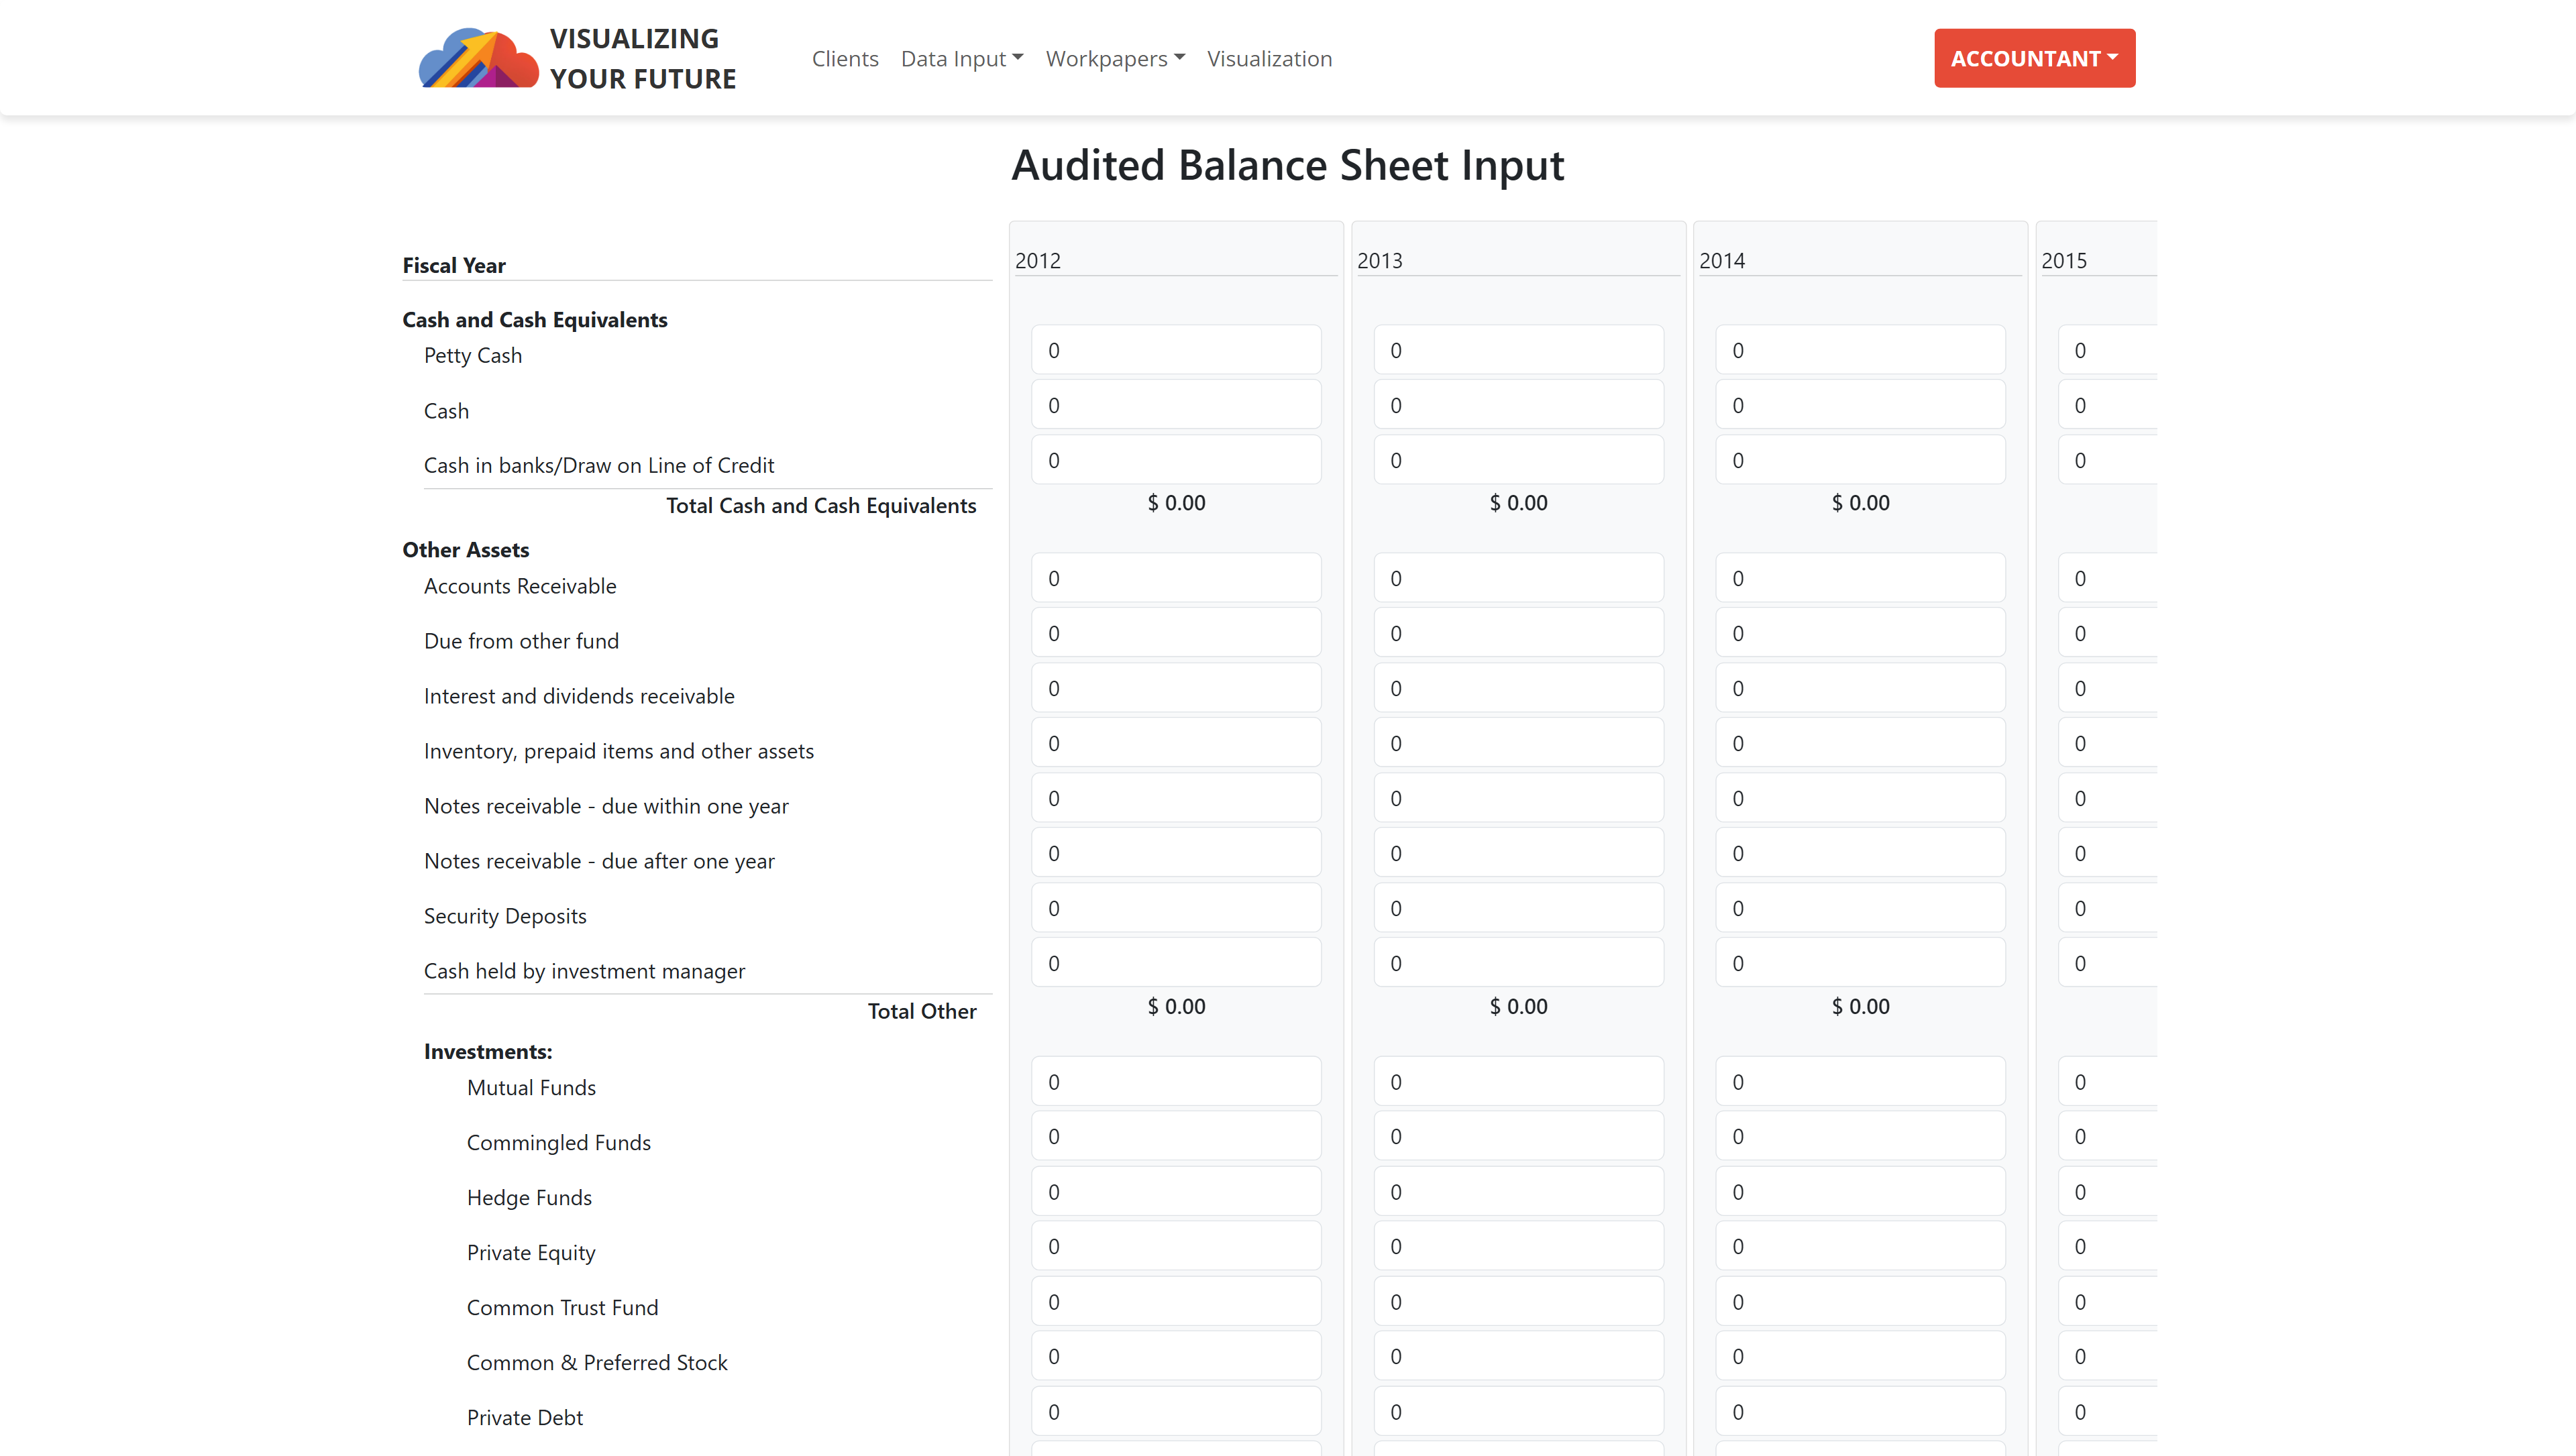 VISUALIZING
YOUR FUTURE
Clients Data Input Workpapers Visualization
ACCOUNTANT
Audited Balance Sheet Input
Fiscal Year 2012 2013 2014 2015
Cash and Cash Equivalents
Petty Cash 0 0 0 0
Cash 0 0 0 0
Cash in banks/Draw on Line of Credit 0 0 0 0
Total Cash and Cash Equivalents $ 0.00 $ 0.00 $ 0.00
Other Assets
Accounts Receivable 0 0 0 0
Due from other fund 0 0 0 0
Interest and dividends receivable 0 0 0 0
Inventory, prepaid items and other assets 0 0 0 0
Notes receivable - due within one year 0 0 0 0
Notes receivable - due after one year 0 0 0 0
Security Deposits 0 0 0 0
Cash held by investment manager 0 0 0 0
Total Other $ 0.00 $ 0.00 $ 0.00
Investments:
Mutual Funds 0 0 0 0
Commingled Funds 0 0 0 0
Hedge Funds 0 0 0 0
Private Equity 0 0 0 0
Common Trust Fund 0 0 0 0
Common & Preferred Stock 0 0 0 0
Private Debt 0 0 0 0